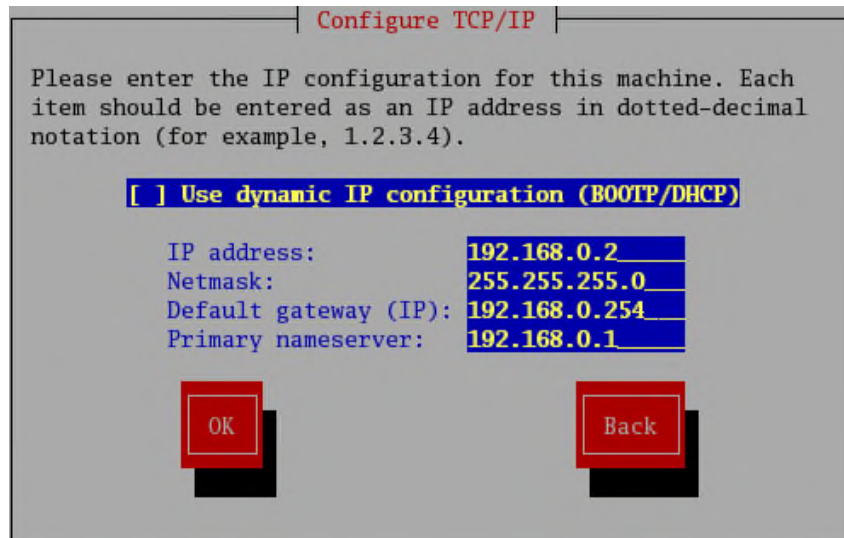 Configure TCP/IP
Please enter the IP configuration for this machine. Each
item should be entered as an IP address in dotted-decimal
notation (for example, 1.2.3.4).
[ ] Use dynamic IP configuration (BOOTP/DHCP)
IP address: 192.168.0.2
Netmask: 255.255.255.0
Default gateway (IP): 192.168.0.254
Primary nameserver: 192.168.0.1
OK Back